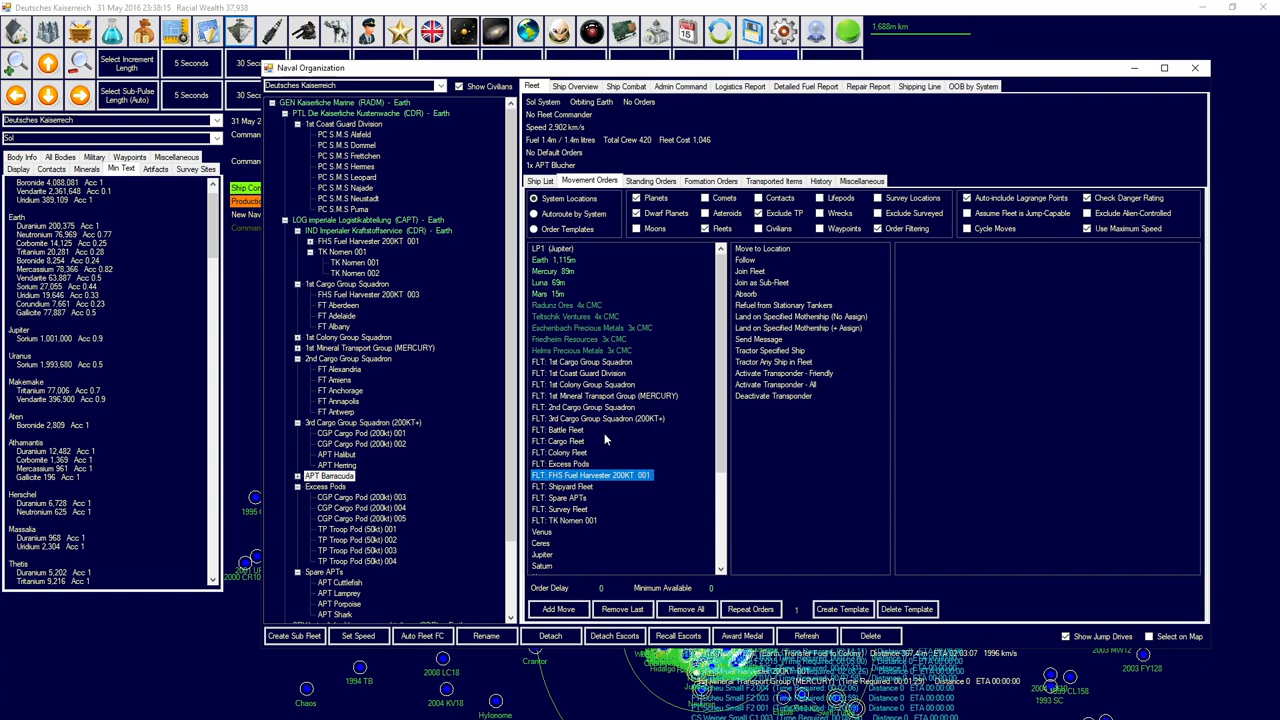 Deutsches Kaiserreich   31 May 2016 23:38:15   Racial Wealth 37,938
1.688m km
Select Increment Length
5 Seconds
30 Sec
Select Sub-Pulse Length (Auto)
5 Seconds
30 Sec
Deutsches Kaiserreich
Sol
Body Info
All Bodies
Military
Waypoints
Miscellaneous
Display
Contacts
Minerals
Min Text
Artifacts
Survey Sites
Boronide 4,088,081 Acc 1
Vendarite 2,361,648 Acc 0.1
Uridium 389,109 Acc 1
Earth
Duranium 200,375 Acc 1
Neutronium 76,969 Acc 0.77
Corbomite 14,125 Acc 0.25
Tritanium 20,281 Acc 0.28
Boronide 8,254 Acc 0.24
Mercassium 78,366 Acc 0.82
Vendarite 63,887 Acc 0.5
Sorium 27,055 Acc 0.44
Uridium 19,646 Acc 0.33
Corundium 7,661 Acc 0.23
Gallicite 77,887 Acc 0.5
Jupiter
Sorium 1,001,000 Acc 0.9
Uranus
Sorium 1,993,680 Acc 0.5
Makemake
Tritanium 77,006 Acc 0.7
Vendarite 396,900 Acc 0.9
Aten
Boronide 2,809 Acc 1
Athamantis
Duranium 12,482 Acc 1
Corbomite 1,369 Acc 1
Mercassium 961 Acc 1
Gallicite 196 Acc 1
Herschel
Duranium 6,728 Acc 1
Neutronium 625 Acc 1
Massalia
Duranium 968 Acc 1
Uridium 2,304 Acc 1
Thetis
Duranium 5,202 Acc 1
Tritanium 9,216 Acc 1
31 May 2
Comman
Comman
Ship Con
Production
New Nav
Comman
Naval Organization
Deutsches Kaiserreich
Show Civilians
GEN Kaiserliche Marine (RADM) - Earth
PTL Die Kaiserliche Kustenwache (CDR) - Earth
1st Coast Guard Division
PC S.M.S Alsfeld
PC S.M.S Dommel
PC S.M.S Frettchen
PC S.M.S Hermes
PC S.M.S Leopard
PC S.M.S Najade
PC S.M.S Neustadt
PC S.M.S Puma
LOG imperiale Logistikabteilung (CAPT) - Earth
IND Imperialer Kraftstoffservice (CDR) - Earth
FHS Fuel Harvester 200KT 001
TK Nomen 001
TK Nomen 001
TK Nomen 002
1st Cargo Group Squadron
FHS Fuel Harvester 200KT 003
FT Aberdeen
FT Adelaide
FT Albany
1st Colony Group Squadron
1st Mineral Transport Group (MERCURY)
2nd Cargo Group Squadron
FT Alexandria
FT Amiens
FT Anchorage
FT Annapolis
FT Antwerp
3rd Cargo Group Squadron (200KT+)
CGP Cargo Pod (200kt) 001
CGP Cargo Pod (200kt) 002
APT Halibut
APT Herring
APT Barracuda
Excess Pods
CGP Cargo Pod (200kt) 003
CGP Cargo Pod (200kt) 004
CGP Cargo Pod (200kt) 005
TP Troop Pod (50kt) 001
TP Troop Pod (50kt) 002
TP Troop Pod (50kt) 003
TP Troop Pod (50kt) 004
Spare APTs
APT Cuttlefish
APT Lamprey
APT Porpoise
APT Shark
Fleet
Ship Overview
Ship Combat
Admin Command
Logistics Report
Detailed Fuel Report
Repair Report
Shipping Line
OOB by System
Sol System   Orbiting Earth   No Orders
No Fleet Commander
Speed 2,902 km/s
Fuel 1.4m / 1.4m litres   Total Crew 420   Fleet Cost 1,046
No Default Orders
1x APT Blucher
Ship List
Movement Orders
Standing Orders
Formation Orders
Transported Items
History
Miscellaneous
System Locations
Planets
Comets
Contacts
Lifepods
Survey Locations
Auto-include Lagrange Points
Check Danger Rating
Autoroute by System
Dwarf Planets
Asteroids
Exclude TP
Wrecks
Exclude Surveyed
Assume Fleet is Jump-Capable
Exclude Alien-Controlled
Order Templates
Moons
Fleets
Civilians
Waypoints
Order Filtering
Cycle Moves
Use Maximum Speed
LP1 (Jupiter)
Earth 1,115m
Mercury 89m
Luna 69m
Mars 15m
Radunz Ores 4x CMC
Teltschik Ventures 4x CMC
Eschenbach Precious Metals 3x CMC
Friedheim Resources 3x CMC
Helms Precious Metals 3x CMC
FLT: 1st Cargo Group Squadron
FLT: 1st Coast Guard Division
FLT: 1st Colony Group Squadron
FLT: 1st Mineral Transport Group (MERCURY)
FLT: 2nd Cargo Group Squadron
FLT: 3rd Cargo Group Squadron (200KT+)
FLT: Battle Fleet
FLT: Cargo Fleet
FLT: Colony Fleet
FLT: Excess Pods
FLT: FHS Fuel Harvester 200KT 001
FLT: Shipyard Fleet
FLT: Spare APTs
FLT: Survey Fleet
FLT: TK Nomen 001
Venus
Ceres
Jupiter
Saturn
Move to Location
Follow
Join Fleet
Join as Sub-Fleet
Absorb
Refuel from Stationary Tankers
Land on Specified Mothership (No Assign)
Land on Specified Mothership (+ Assign)
Send Message
Tractor Specified Ship
Tractor Any Ship in Fleet
Activate Transponder - Friendly
Activate Transponder - All
Deactivate Transponder
Order Delay   0   Minimum Available   0
Add Move
Remove Last
Remove All
Repeat Orders
1
Create Template
Delete Template
Create Sub Fleet
Set Speed
Auto Fleet FC
Rename
Detach
Detach Escorts
Recall Escorts
Award Medal
Refresh
Delete
Show Jump Drives
Select on Map
1994 TB
2008 LC18
Crantor
Chaos
2004 KV18
Hylonome
2003 MW12
2143 FY128
1993 SC